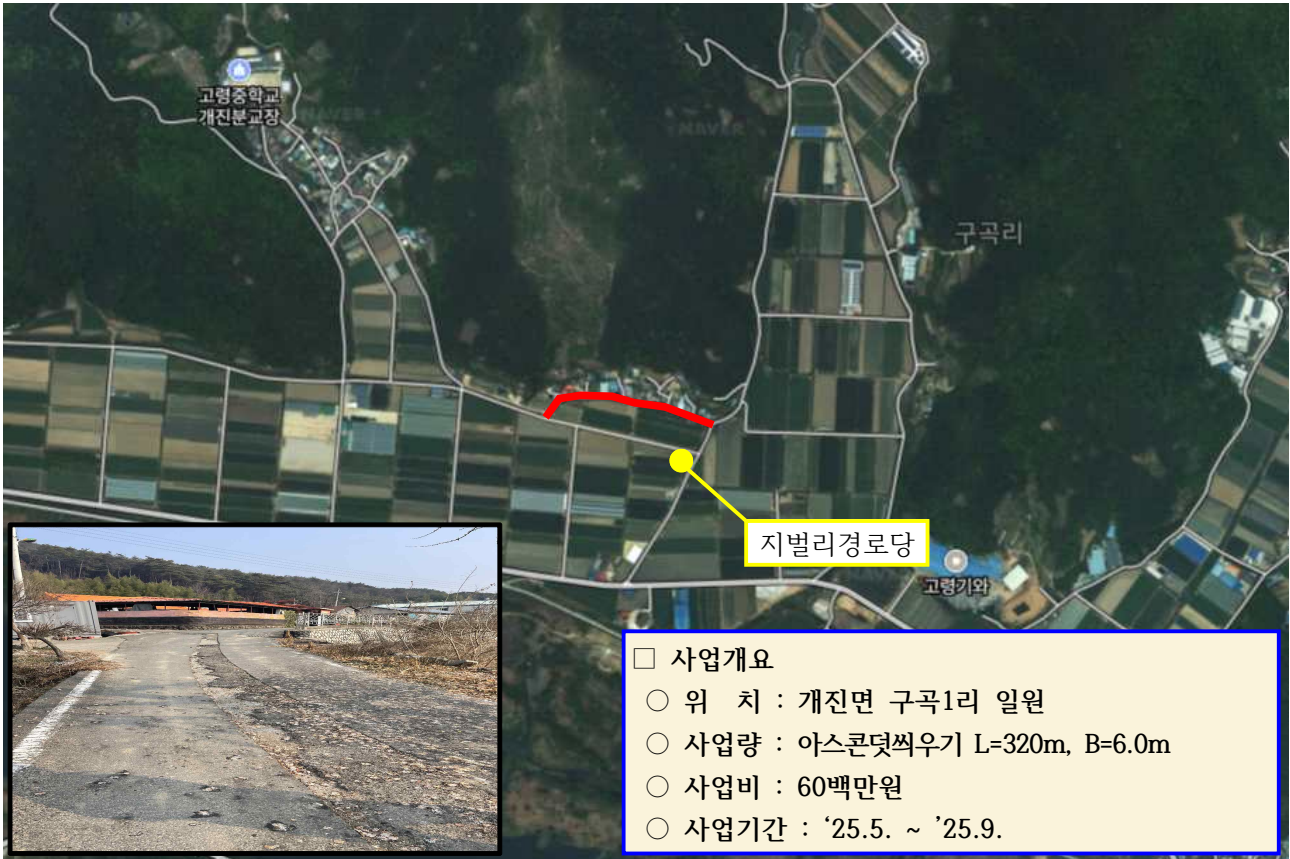 고령중학교
개진분교장
NAVER
NAVER
구곡리
지벌리경로당
고령기와
□ 사업개요
○ 위 치 : 개진면 구곡1리 일원
○ 사업량 : 아스콘덧씌우기 L=320m, B=6.0m
○ 사업비 : 60백만원
○ 사업기간 : ‘25.5. ~ ’25.9.